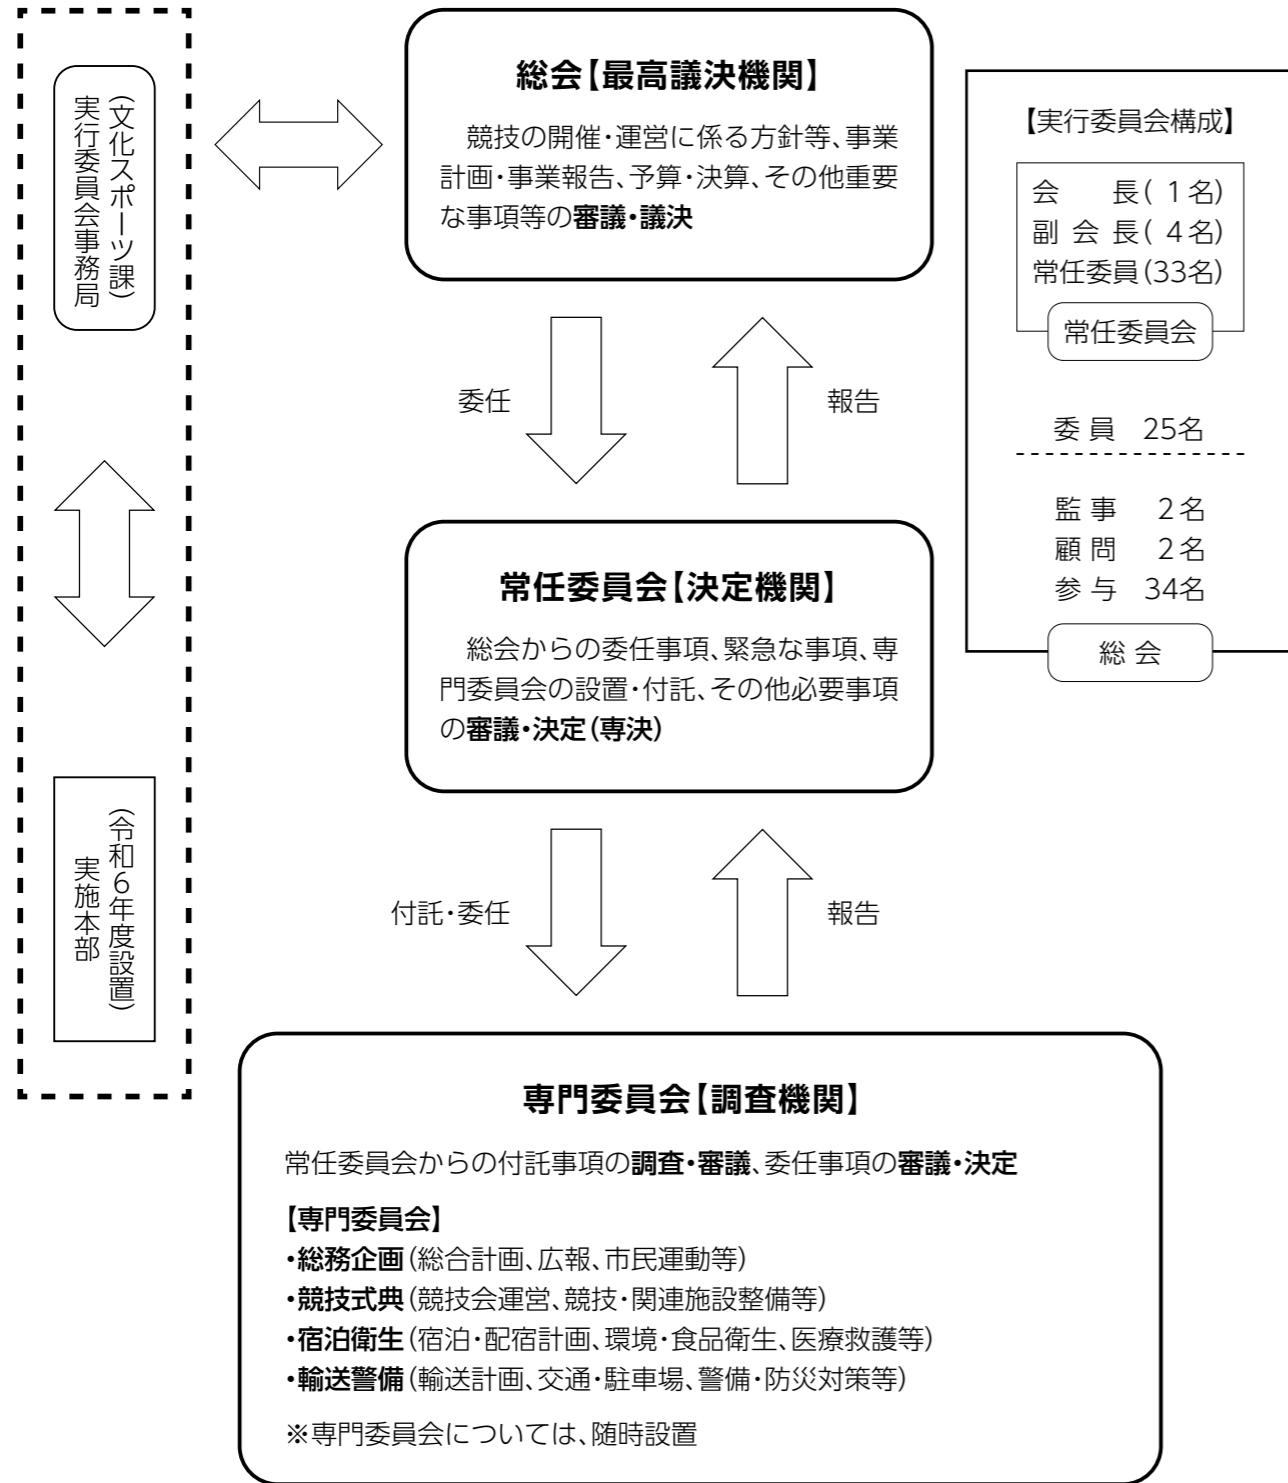 実行委員会事務局
(文化スポーツ課)
実施本部
(令和6年度設置)
総会【最高議決機関】
競技の開催・運営に係る方針等、事業
計画・事業報告、予算・決算、その他重要
な事項等の審議・議決
委任
報告
常任委員会【決定機関】
総会からの委任事項、緊急な事項、専
門委員会の設置・付託、その他必要事項
の審議・決定(専決)
付託・委任
報告
専門委員会【調査機関】
常任委員会からの付託事項の調査・審議、委任事項の審議・決定
【専門委員会】
・総務企画(総合計画、広報、市民運動等)
・競技式典(競技会運営、競技・関連施設整備等)
・宿泊衛生(宿泊・配宿計画、環境・食品衛生、医療救護等)
・輸送警備(輸送計画、交通・駐車場、警備・防災対策等)
※専門委員会については、随時設置
【実行委員会構成】
会　　長( 1名)
副 会 長( 4名)
常任委員(33名)
常任委員会
委 員　25名
監 事　 2名
顧 問　 2名
参 与　34名
総 会